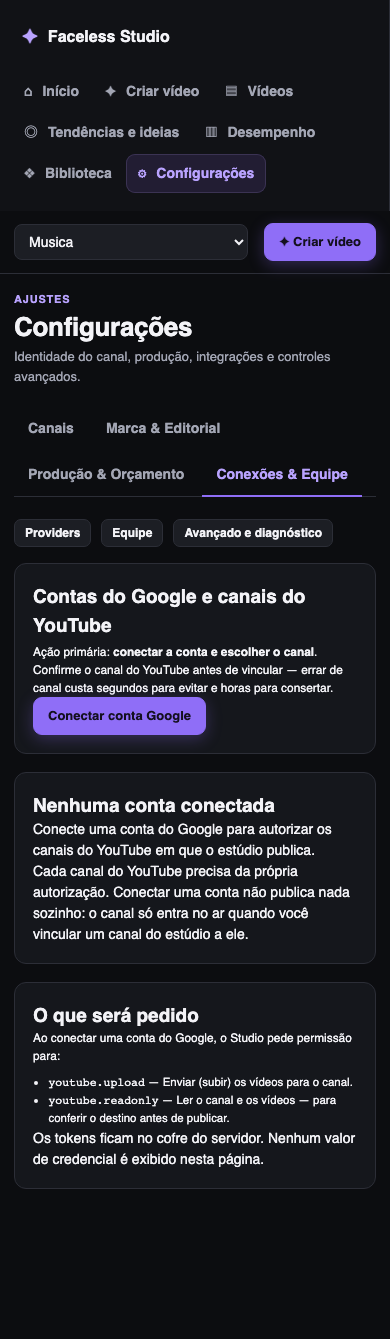 Faceless Studio
Início
Criar vídeo
Vídeos
Tendências e ideias
Desempenho
Biblioteca
Configurações
Musica
Criar vídeo
AJUSTES
Configurações
Identidade do canal, produção, integrações e controles
avançados.
Canais
Marca & Editorial
Produção & Orçamento
Conexões & Equipe
Providers
Equipe
Avançado e diagnóstico
Contas do Google e canais do
YouTube
Ação primária: conectar a conta e escolher o canal.
Confirme o canal do YouTube antes de vincular — errar de
canal custa segundos para evitar e horas para consertar.
Conectar conta Google
Nenhuma conta conectada
Conecte uma conta do Google para autorizar os
canais do YouTube em que o estúdio publica.
Cada canal do YouTube precisa da própria
autorização. Conectar uma conta não publica nada
sozinho: o canal só entra no ar quando você
vincular um canal do estúdio a ele.
O que será pedido
Ao conectar uma conta do Google, o Studio pede permissão
para:
• youtube.upload — Enviar (subir) os vídeos para o canal.
• youtube.readonly — Ler o canal e os vídeos — para
conferir o destino antes de publicar.
Os tokens ficam no cofre do servidor. Nenhum valor
de credencial é exibido nesta página.